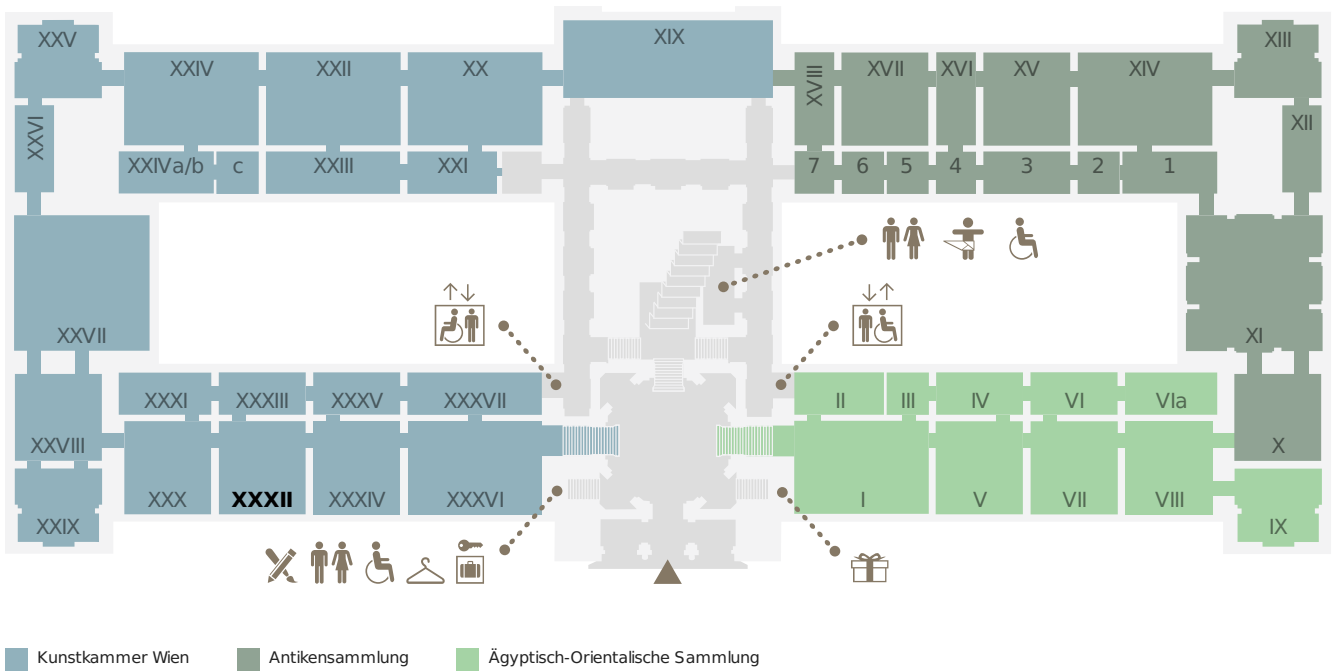 XXV
XIX
XIII
XXIV
XXII
XX
XVIII
XVII
XVI
XV
XIV
XXVI
XII
XXIVa/b
c
XXIII
XXI
7
6
5
4
3
2
1
XXVII
XI
XXXI
XXXIII
XXXV
XXXVII
II
III
IV
VI
VIa
XXVIII
X
XXX
XXXII
XXXIV
XXXVI
I
V
VII
VIII
XXIX
IX
Kunstkammer Wien
Antikensammlung
Ägyptisch-Orientalische Sammlung